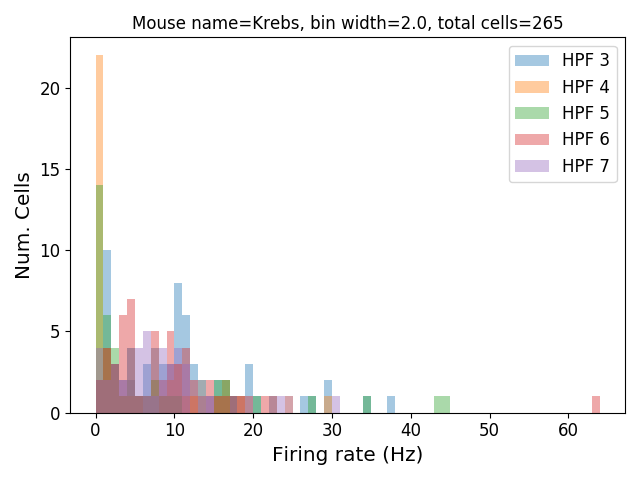 Mouse name=Krebs, bin width=2.0, total cells=265
HPF 3
HPF 4
HPF 5
HPF 6
HPF 7
Num. Cells
20
15
10
5
0
0 10 20 30 40 50 60
Firing rate (Hz)